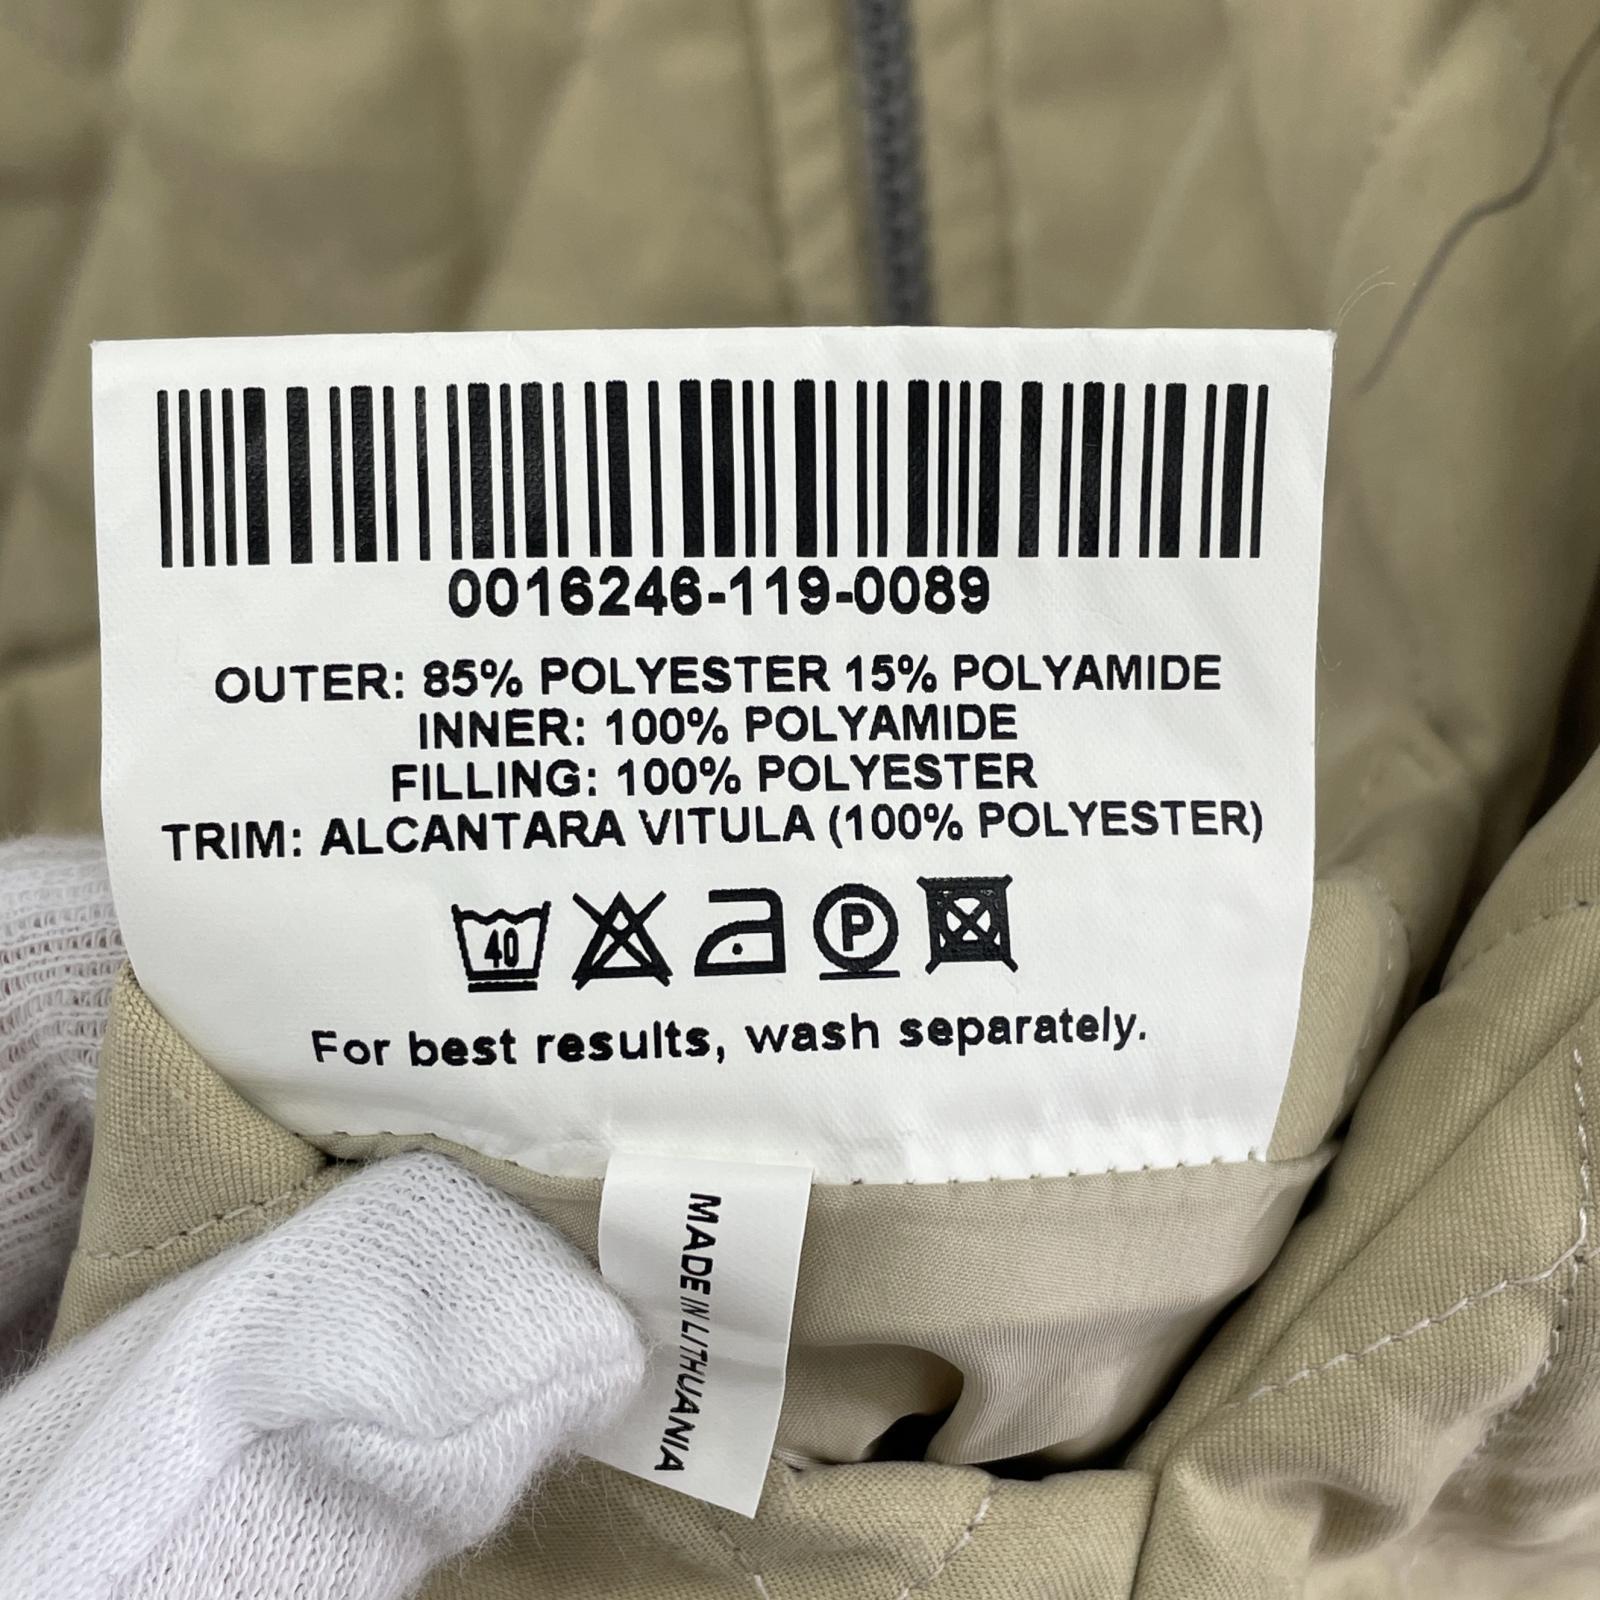 0016246-119-0089
OUTER: 85% POLYESTER 15% POLYAMIDE
INNER: 100% POLYAMIDE
FILLING: 100% POLYESTER
TRIM: ALCANTARA VITULA (100% POLYESTER)
40 P
For best results, wash separately.
MADE IN LITHUANIA